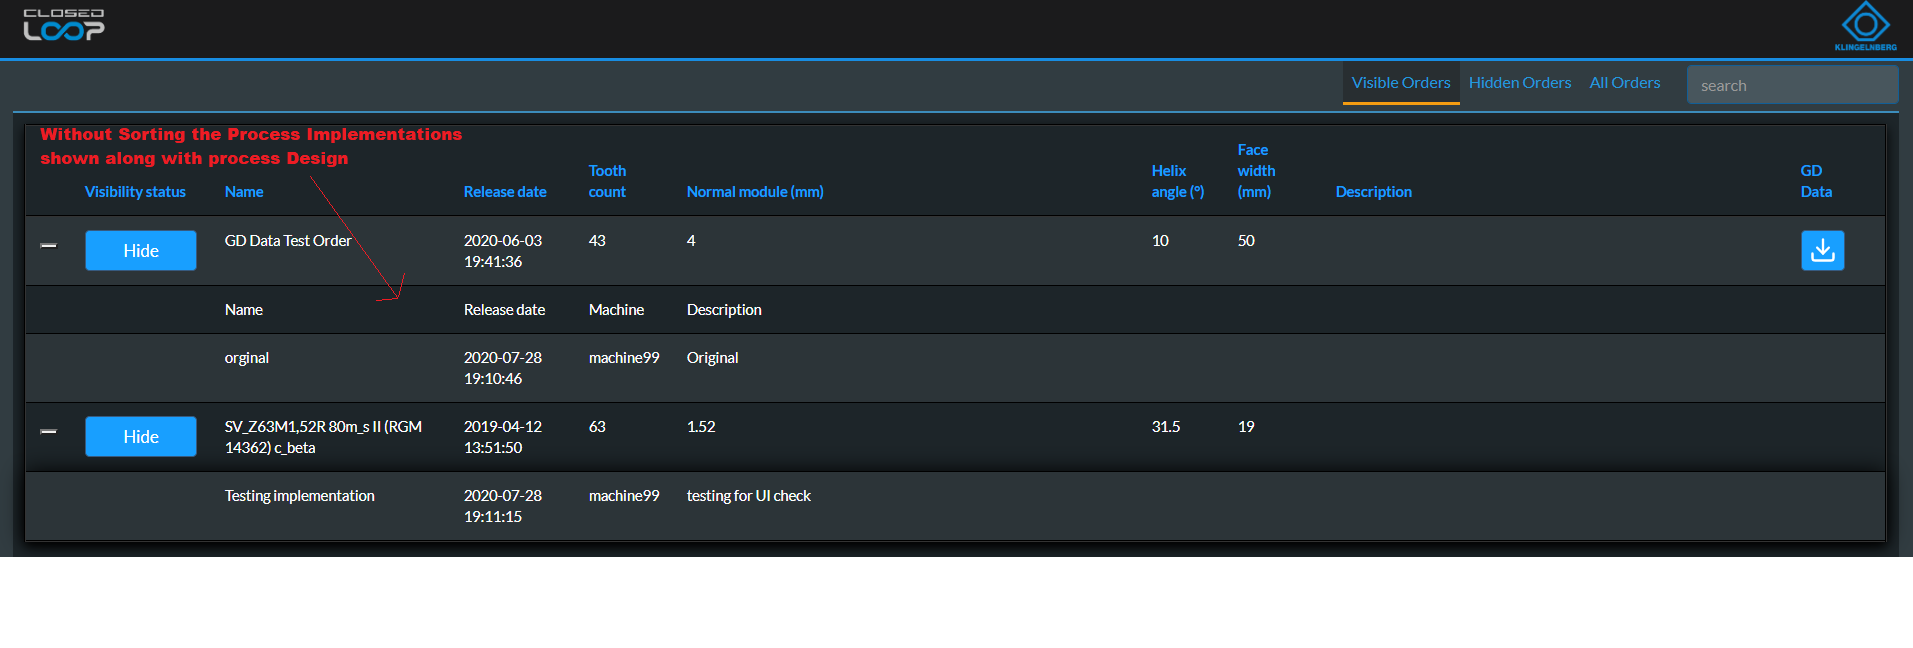 CLOSED
LOOP
KLINGELNBERG
Visible Orders Hidden Orders All Orders search
Without Sorting the Process Implementations
shown along with process Design
Visibility status Name Release date Tooth count Normal module (mm) Helix angle (°) Face width (mm) Description GD Data
Hide GD Data Test Order 2020-06-03 19:41:36 43 4 10 50
Name Release date Machine Description
orginal 2020-07-28 19:10:46 machine99 Original
Hide SV_Z63M1,52R 80m_s II (RGM 14362) c_beta 2019-04-12 13:51:50 63 1.52 31.5 19
Testing implementation 2020-07-28 19:11:15 machine99 testing for UI check